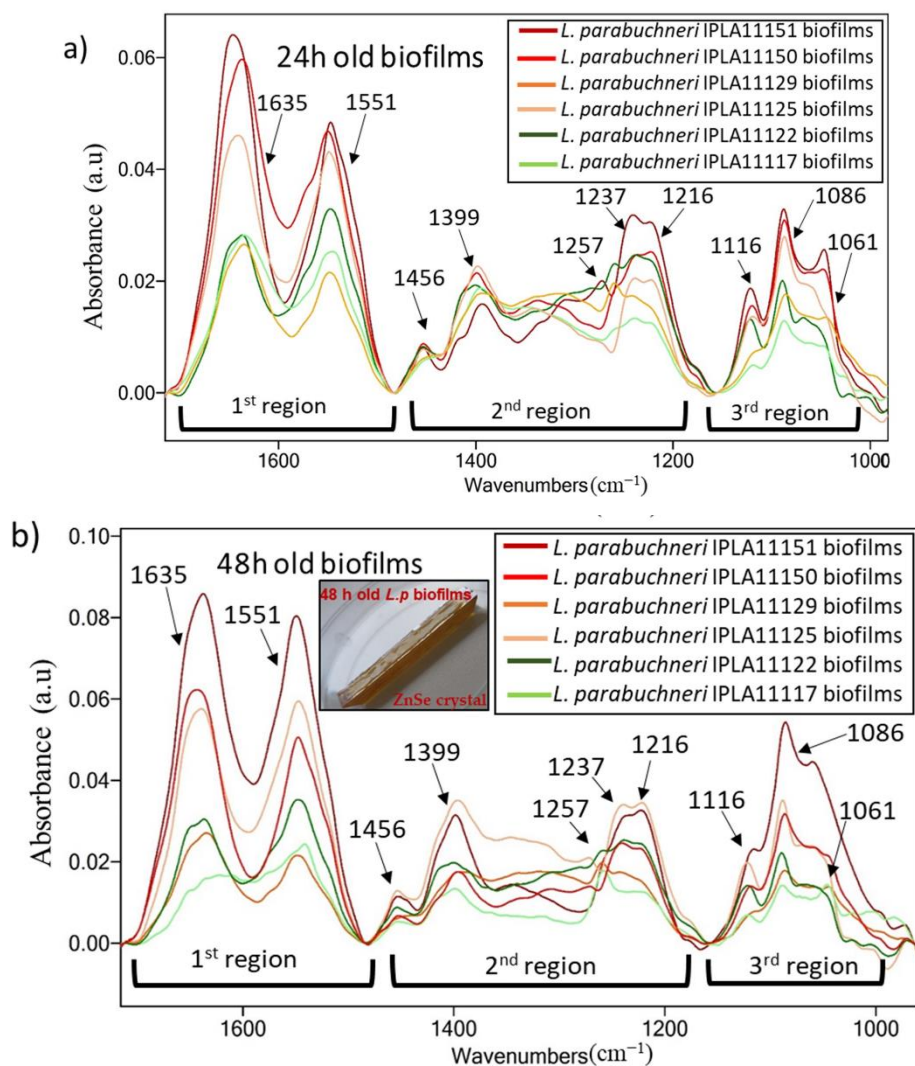 a)
24h old biofilms
L. parabuchneri IPLA11151 biofilms
L. parabuchneri IPLA11150 biofilms
L. parabuchneri IPLA11129 biofilms
L. parabuchneri IPLA11125 biofilms
L. parabuchneri IPLA11122 biofilms
L. parabuchneri IPLA11117 biofilms
Absorbance (a.u)
0.06
0.04
0.02
0.00
1635
1551
1456
1399
1257
1237
1216
1116
1086
1061
1st region
2nd region
3rd region
1600
1400
1200
1000
Wavenumbers(cm−1)
b)
48h old biofilms
48 h old L.p biofilms
ZnSe crystal
L. parabuchneri IPLA11151 biofilms
L. parabuchneri IPLA11150 biofilms
L. parabuchneri IPLA11129 biofilms
L. parabuchneri IPLA11125 biofilms
L. parabuchneri IPLA11122 biofilms
L. parabuchneri IPLA11117 biofilms
Absorbance (a.u)
0.10
0.08
0.06
0.04
0.02
0.00
1635
1551
1456
1399
1257
1237
1216
1116
1086
1061
1st region
2nd region
3rd region
1600
1400
1200
1000
Wavenumbers(cm−1)